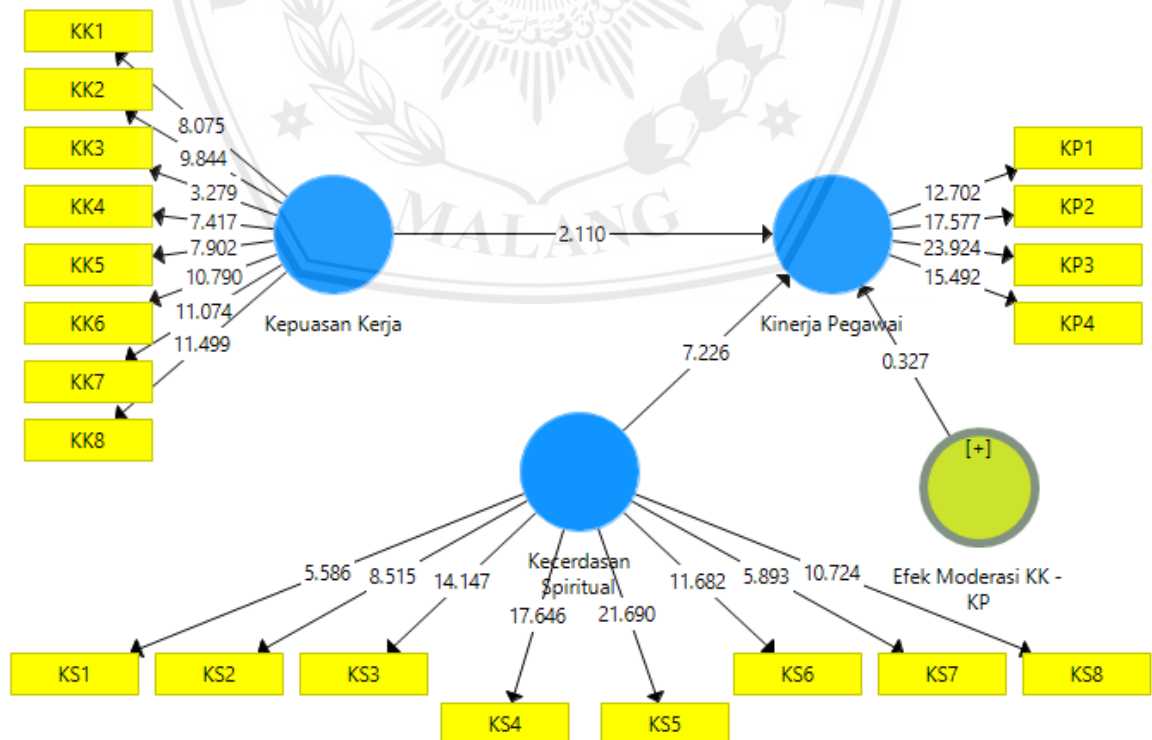 KK1
KK2
KK3
KK4
KK5
KK6
KK7
KK8
8.075
9.844
3.279
7.417
7.902
10.790
11.074
11.499
Kepuasan Kerja
2.110
MALANG
Kinerja Pegawai
12.702
17.577
23.924
15.492
KP1
KP2
KP3
KP4
7.226
0.327
[+]
Efek Moderasi KK -
KP
Kecerdasan
Spiritual
5.586
8.515
14.147
17.646
21.690
11.682
5.893
10.724
KS1
KS2
KS3
KS4
KS5
KS6
KS7
KS8